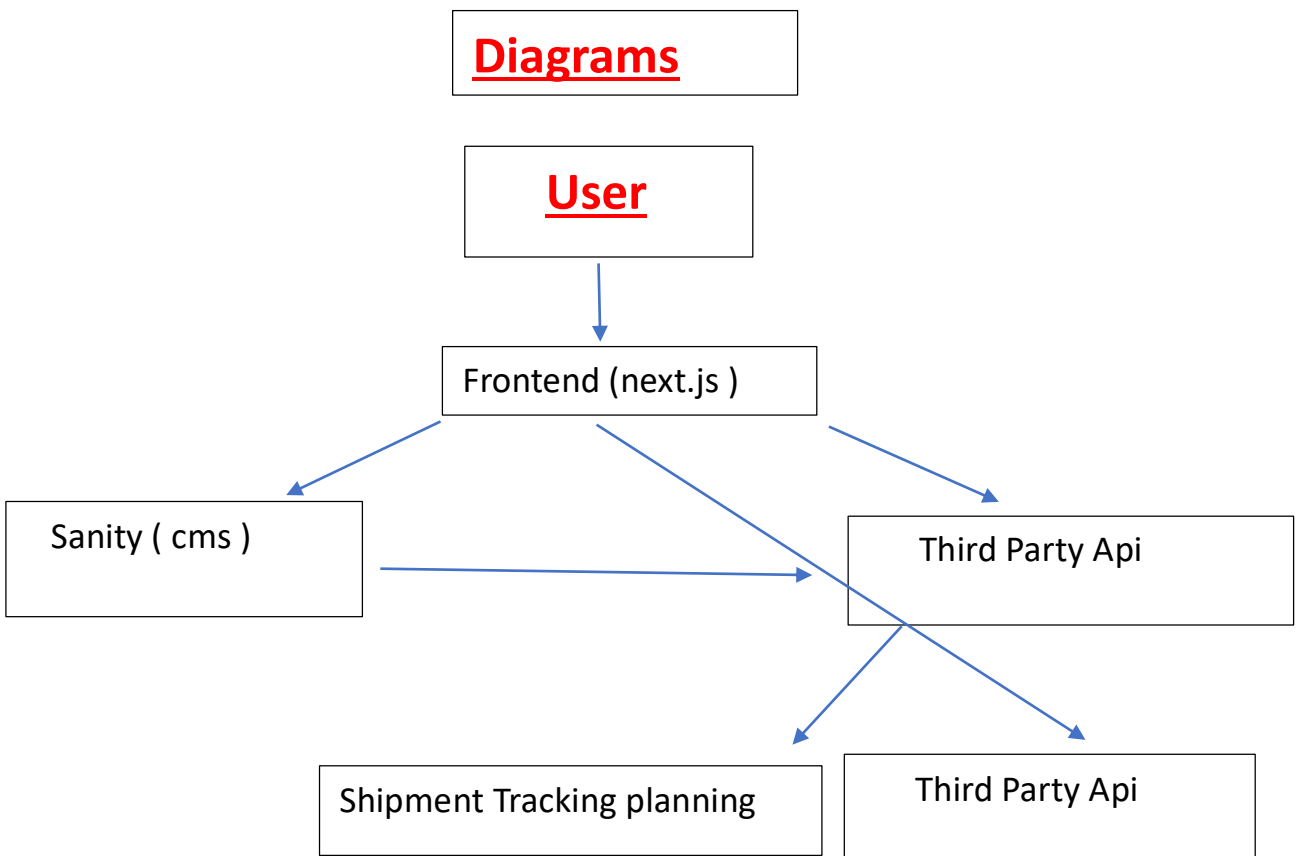 Diagrams
User
Frontend (next.js )
Sanity ( cms )
Third Party Api
Shipment Tracking planning
Third Party Api